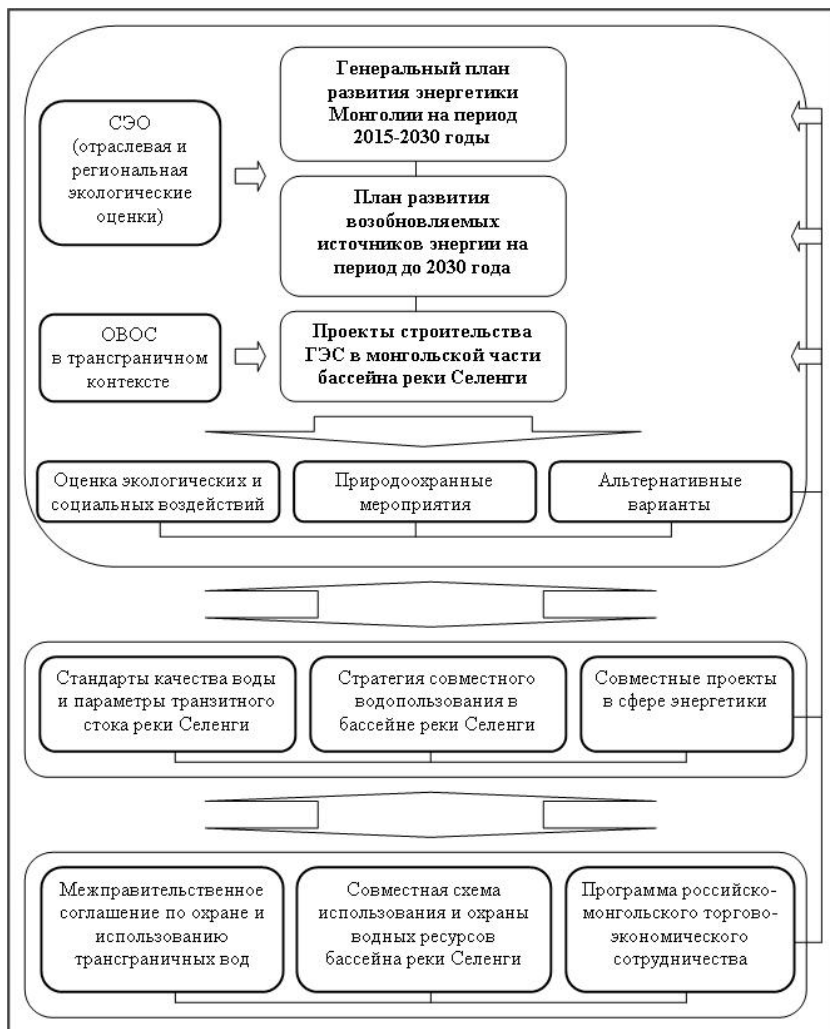 Генеральный план
развития энергетики
Монголии на период
2015-2030 годы
СЭО
(отраслевая и
региональная
экологические
оценки)
План развития
возобновляемых
источников энергии на
период до 2030 года
ОВОС
в трансграничном
контексте
Проекты строительства
ГЭС в монгольской части
бассейна реки Селенги
Оценка экологических и
социальных воздействий
Природоохранные
мероприятия
Альтернативные
варианты
Стандарты качества воды
и параметры транзитного
стока реки Селенги
Стратегия совместного
водопользования в
бассейне реки Селенги
Совместные проекты
в сфере энергетики
Межправительственное
соглашение по охране и
использованию
трансграничных вод
Совместная схема
использования и охраны
водных ресурсов
бассейна реки Селенги
Программа российско-
монгольского торгово-
экономического
сотрудничества